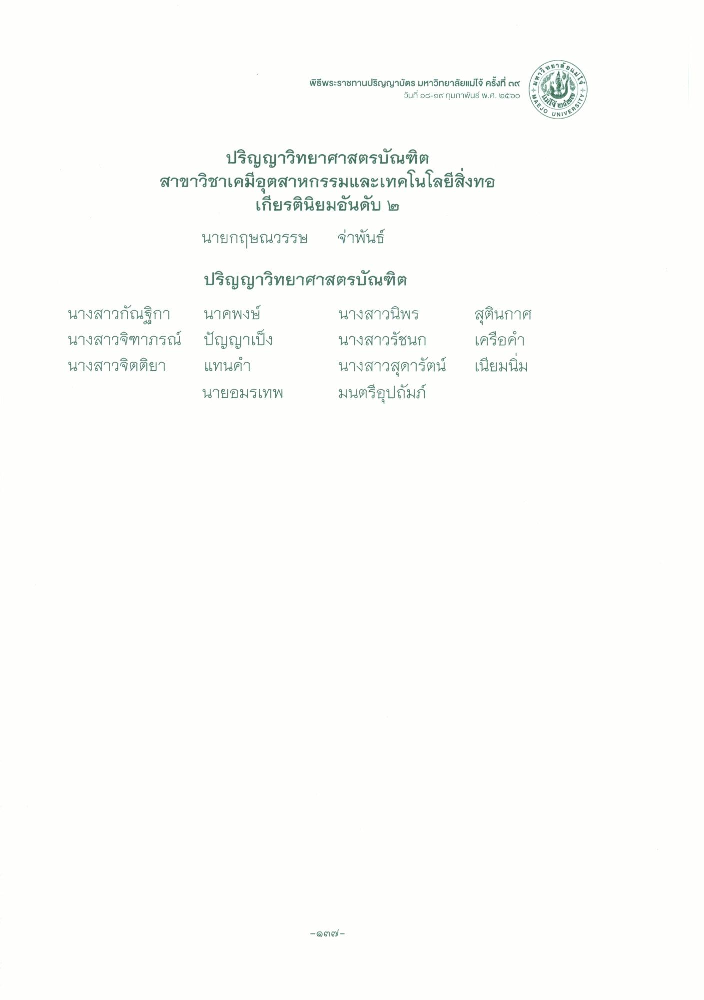 พิธีพระราชทานปริญญาบัตร มหาวิทยาลัยแม่โจ้ ครั้งที่ ๓๙
วันที่ ๑๘-๑๙ กุมภาพันธ์ พ.ศ. ๒๕๖๐
มหาวิทยาลัยแม่โจ้
แม่โจ้ ๒๔๗๗
MAEJO UNIVERSITY
ปริญญาวิทยาศาสตรบัณฑิต
สาขาวิชาเคมีอุตสาหกรรมและเทคโนโลยีสิ่งทอ
เกียรตินิยมอันดับ ๒
นายกฤษณวรรษ จ่าพันธ์
ปริญญาวิทยาศาสตรบัณฑิต
นางสาวกัณฐิกา นาคพงษ์ นางสาวนิพร สุตินกาศ
นางสาวจิฑาภรณ์ ปัญญาเป็ง นางสาวรัชนก เครือคำ
นางสาวจิตติยา แทนคำ นางสาวสุดารัตน์ เนียมนิ่ม
นายอมรเทพ มนตรีอุปถัมภ์
-๑๓๗-